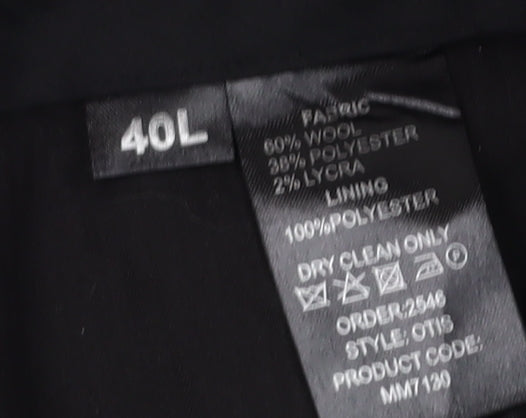 40L
FABRIC
60% WOOL
38% POLYESTER
2% LYCRA
LINING
100%POLYESTER
DRY CLEAN ONLY
P
ORDER:2546
STYLE: OTIS
PRODUCT CODE:
MM7130